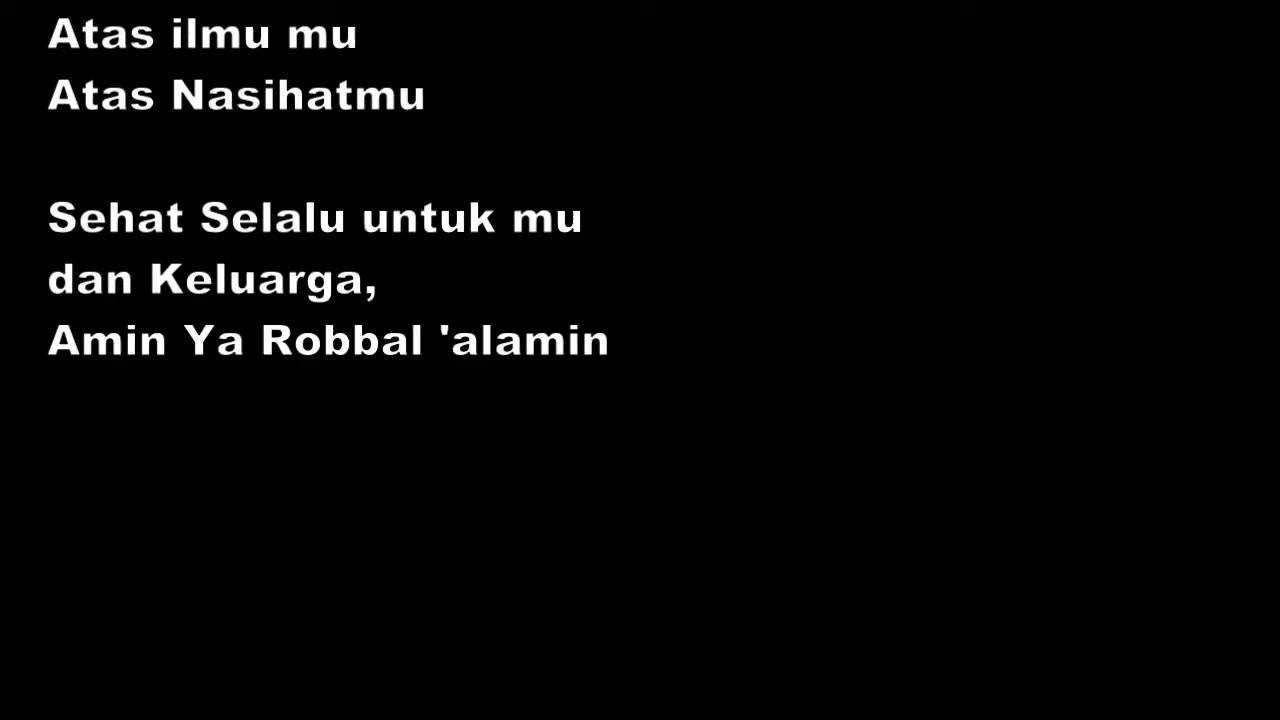 Atas ilmu mu
Atas Nasihatmu
Sehat Selalu untuk mu
dan Keluarga,
Amin Ya Robbal 'alamin